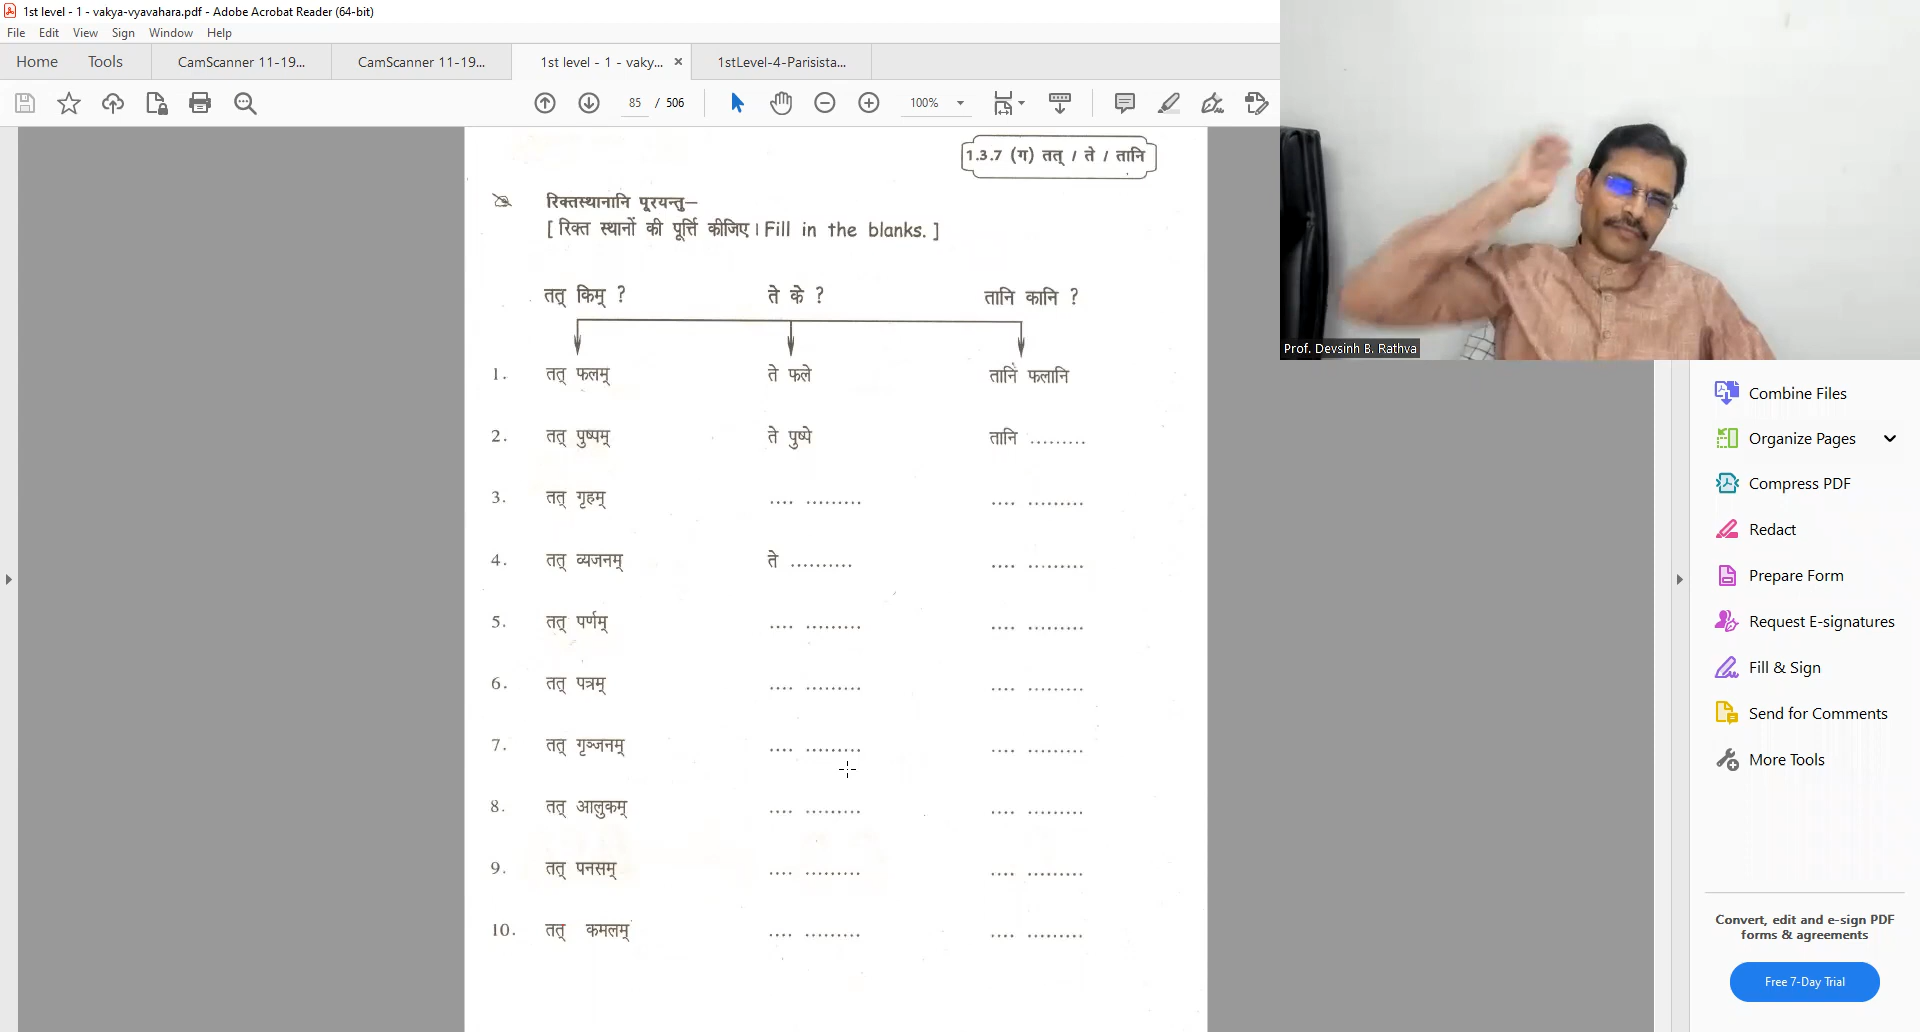 1st level - 1 - vakya-vyavahara.pdf - Adobe Acrobat Reader (64-bit)
File Edit View Sign Window Help
Home Tools CamScanner 11-19... CamScanner 11-19... 1st level - 1 - vaky... × 1stLevel-4-Parisista...
85 / 506 100%
1.3.7 (ग) तत् / ते / तानि
रिक्तस्थानानि पूरयन्तु—
[ रिक्त स्थानों की पूर्त्ति कीजिए । Fill in the blanks. ]
तत् किम् ? ते के ? तानि कानि ?
1. तत् फलम् ते फले तानि फलानि
2. तत् पुष्पम् ते पुष्पे तानि .........
3. तत् गृहम् .... ......... .... .........
4. तत् व्यजनम् ते .......... .... .........
5. तत् पर्णम् .... ......... .... .........
6. तत् पत्रम् .... ......... .... .........
7. तत् गृञ्जनम् .... ......... .... .........
8. तत् आलुकम् .... ......... .... .........
9. तत् पनसम् .... ......... .... .........
10. तत् कमलम् .... ......... .... .........
Prof. Devsinh B. Rathva
Combine Files
Organize Pages
Compress PDF
Redact
Prepare Form
Request E-signatures
Fill & Sign
Send for Comments
More Tools
Convert, edit and e-sign PDF
forms & agreements
Free 7-Day Trial